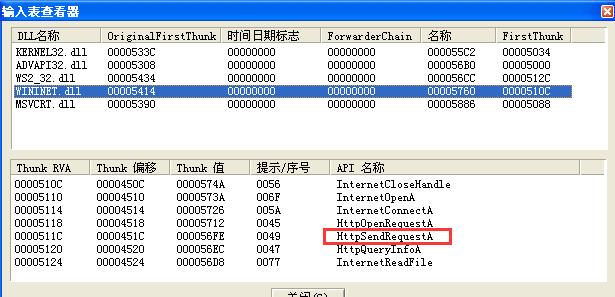 输入表查看器
DLL名称 OriginalFirstThunk 时间日期标志 ForwarderChain 名称 FirstThunk
KERNEL32.dll 0000533C 00000000 00000000 000055C2 00005034
ADVAPI32.dll 00005308 00000000 00000000 000056B0 00005000
WS2_32.dll 00005434 00000000 00000000 000056CC 0000512C
WININET.dll 00005414 00000000 00000000 00005760 0000510C
MSVCRT.dll 00005390 00000000 00000000 00005886 00005088
Thunk RVA Thunk 偏移 Thunk 值 提示/序号 API 名称
0000510C 0000450C 0000574A 0056 InternetCloseHandle
00005110 00004510 0000573A 006F InternetOpenA
00005114 00004514 00005726 005A InternetConnectA
00005118 00004518 00005712 0045 HttpOpenRequestA
0000511C 0000451C 000056FE 0049 HttpSendRequestA
00005120 00004520 000056EC 0047 HttpQueryInfoA
00005124 00004524 000056D8 0077 InternetReadFile